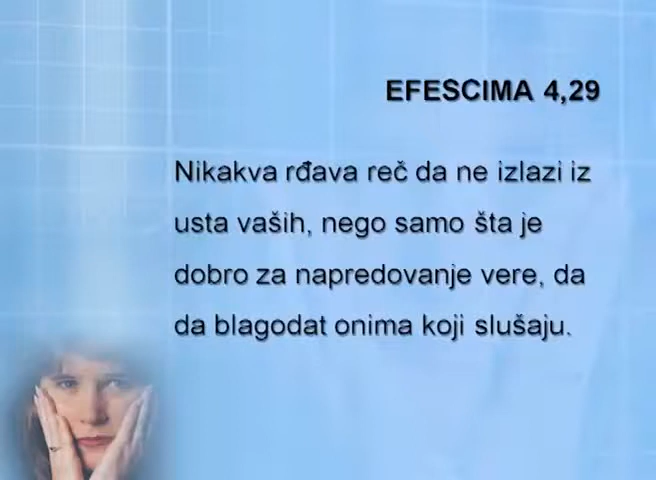 EFESCIMA 4,29
Nikakva rđava reč da ne izlazi iz
usta vaših, nego samo šta je
dobro za napredovanje vere, da
da blagodat onima koji slušaju.